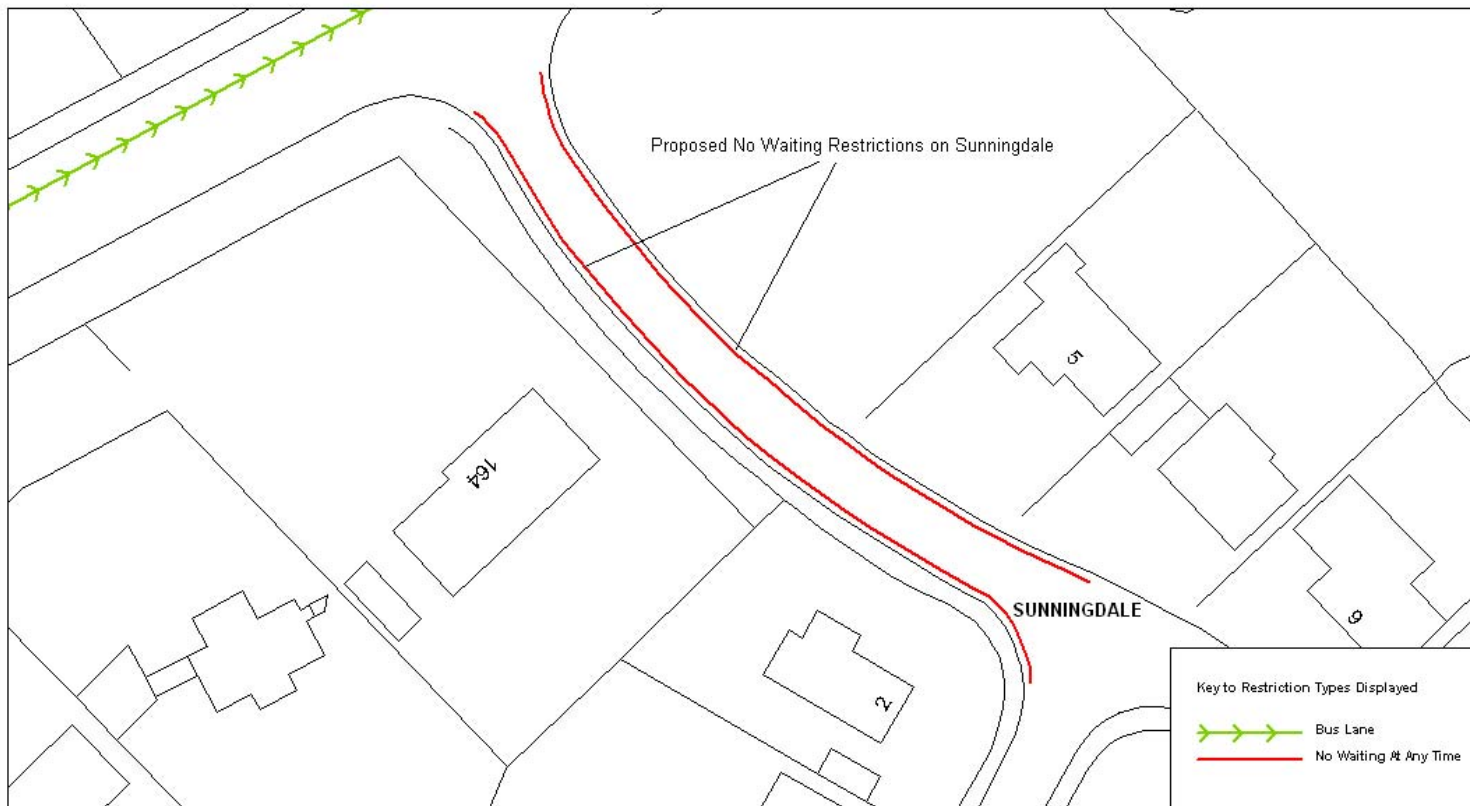 Proposed No Waiting Restrictions on Sunningdale
5
164
SUNNINGDALE
9
2
Key to Restriction Types Displayed
Bus Lane
No Waiting At Any Time